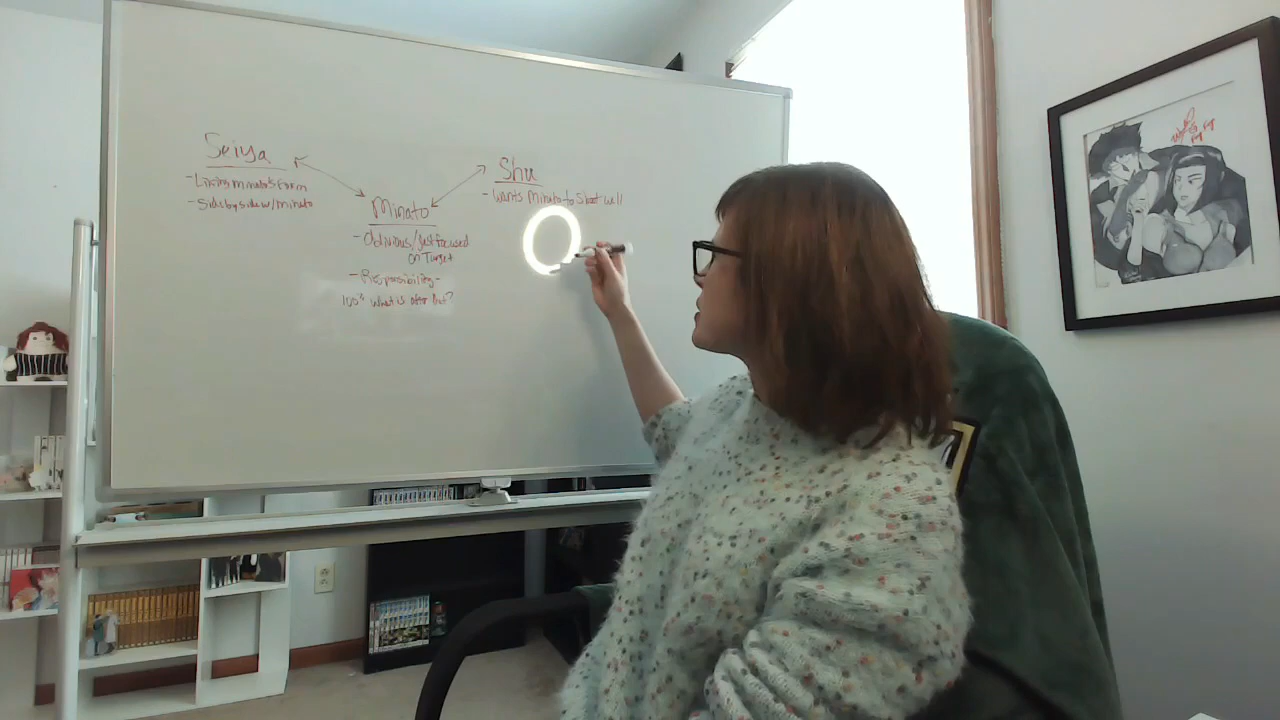 Seiya
- Living Minato's Form
- Side by side w/ Minato
Minato
- Oblivious/Just focused
on Target
- Responsibility-
100% what is after that?
Shu
- Wants Minato to shoot well